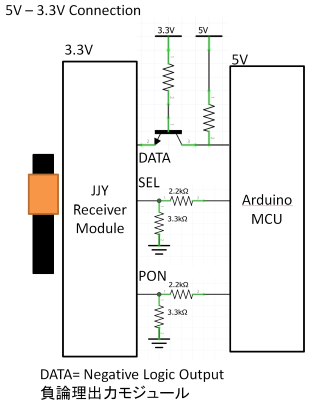 5V – 3.3V Connection
3.3V
5V
3.3V
5V
DATA
SEL
2.2kΩ
3.3kΩ
JJY
Receiver
Module
Arduino
MCU
PON
2.2kΩ
3.3kΩ
DATA= Negative Logic Output
負論理出力モジュール